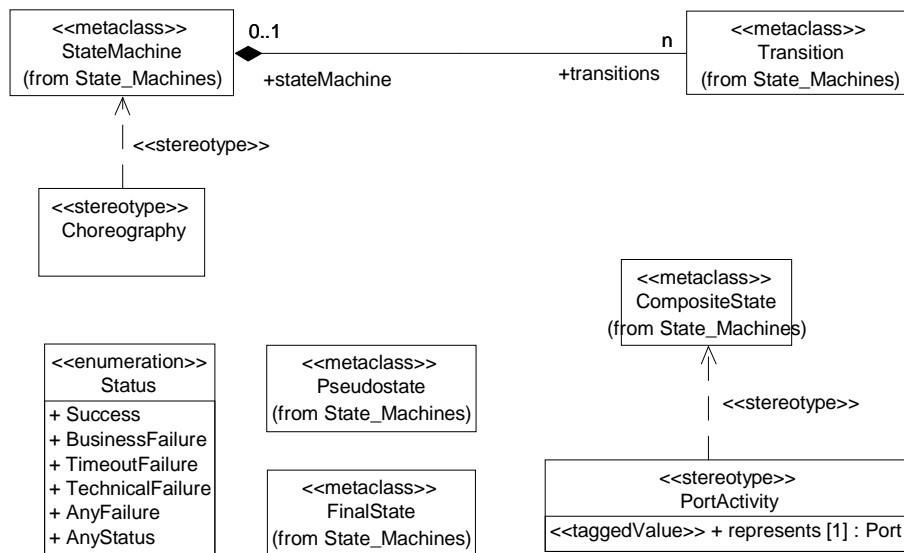 <<metaclass>>
StateMachine
(from State_Machines)
0..1
+stateMachine
n
+transitions
<<metaclass>>
Transition
(from State_Machines)
<<stereotype>>
<<stereotype>>
Choreography
<<metaclass>>
CompositeState
(from State_Machines)
<<enumeration>>
Status
+ Success
+ BusinessFailure
+ TimeoutFailure
+ TechnicalFailure
+ AnyFailure
+ AnyStatus
<<metaclass>>
Pseudostate
(from State_Machines)
<<metaclass>>
FinalState
(from State_Machines)
<<stereotype>>
<<stereotype>>
PortActivity
<<taggedValue>> + represents [1] : Port